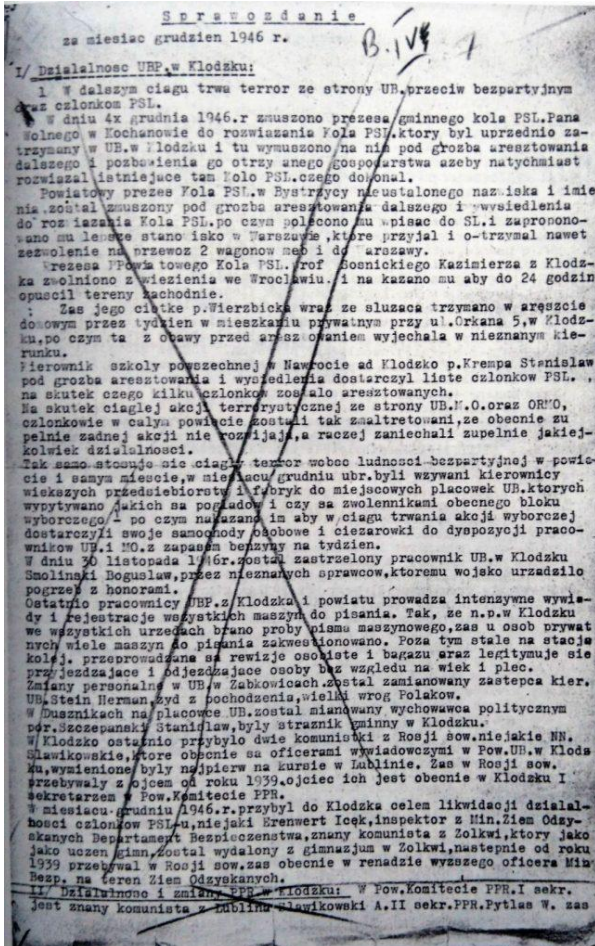 Sprawozdanie
za miesiac grudzien 1946 r.
B.IV
I/ Dzialalnosc UBP.w Klodzku:
1 W dalszym ciagu trwa terror ze strony UB.przeciw bezpartyjnym
oraz czlonkom PSL.
W dniu 4x grudnia 1946.r zmuszono prezesa gminnego kola PSL.Pana
Wolnego w Kochanowie do rozwiazania Kola PSL.ktory byl uprzednio za-
trzymany w UB.w Klodzku i tu wymuszono na nim pod grozba aresztowania
dalszego i pozbawienia go otrzy anego gospodarstwa azeby natychmiast
rozwiazal istniejace tam Kolo PSL.czego dokonal.
Powiatowy prezes Kola PSL.w Bystrzycy nieustalonego nazwiska i imie
nia.zostal zmuszony pod grozba aresztowania dalszego i wysiedlenia
do roz iazania Kola PSL.po czym polecono mu wpisac do SL.i zapropono-
wano mu lepsze stano isko w Warszawie,ktore przyjal i o-trzymal nawet
zezwolenie na przewoz 2 wagonow meb i do arszawy.
rezesa Powia towego Kola PSL. rof Sosnickiego Kazimierza z Klodz-
ka zwolniono z wiezienia we Wroclawiu. i na kazano mu aby do 24 godzin
opuscil tereny zachodnie.
Zas jego ciotke p.Wierzbicka wraz ze sluzaca trzymano w areszcie
domowym przez tydzien w mieszkaniu prywatnym przy ul.Orkana 5,w Klodz-
ku,po czym ta z obawy przed aresz owaniem wyjechala w nieznanym kie-
runku.
Kierownik szkoly powszechnej w Nawrocie ad Klodzko p.Krempa Stanislaw
pod grozba aresztowania i wysiedlenia dostarczyl liste czlonkow PSL. ,
na skutek czego kilku czlonkow zostalo aresztowanych.
Na skutek ciaglej akcji terrorystycznej ze strony UB.M.O.oraz ORMO,
czlonkowie w calym powiecie zostali tak zmaltretowani,ze obecnie zu
pelnie zadnej akcji nie rozwijaja,a raczej zaniechali zupelnie jakiej-
kolwiek dzialalnosci.
Tak samo stosuje sie ciagly terror wobec ludnosci bezpartyjnej w powie-
cie i samym miescie,w miesiacu grudniu ubr.byli wzywani kierownicy
wiekszych przedsiebiorstw i fabryk do miejscowych placowek UB.ktorych
wypytywano jakich sa pogladow i czy sa zwolennikami obecnego bloku
wyborczego - po czym nakazano im aby w ciagu trwania akcji wyborczej
dostarczyli swoje samochody osobowe i ciezarowki do dyspozycji praco-
wnikow UB.i MO.z zapasem benzyny na tydzien.
W dniu 30 listopada 1946r.zostal zastrzelony pracownik UB.w Klodzku
Smolinski Boguslaw,przez nieznanych sprawcow,ktoremu wojsko urzadzilo
pogrzeb z honorami.
Ostatnio pracownicy UBP.z Klodzka i powiatu prowadza intenzywne wywia-
dy i rejestracje wszystkich maszyn do pisania. Tak, ze n.p.w Klodzku
we wszystkich urzedach brano proby pisma maszynowego,zas u osob prywat
nych wiele maszyn do pisania zakwestionowano. Poza tym stale na stacja
kolej. przeprowadzane sa rewizje osobiste i bagazu oraz legitymuje sie
przyjezdzajace i odjezdzajace osoby bez wzgledu na wiek i plec.
Zmiany personalne w UB.w Zabkowicach.zostal zamianowany zastepca kier.
UB.Stein Herman,zyd z pochodzenia,wielki wrog Polakow.
W Dusznikach na placowce UB.zostal mianowany wychowawca politycznym
por.Szczepanski Stanislaw,byly straznik gminny w Klodzku.
W Klodzko ostatnio przybylo dwie komunistki z Rosji sow.niejakie NN.
Slawikowskie,ktore obecnie sa oficerami wywiadowczymi w Pow.UB.w Klodz
ku,wymienione byly najpierw na kursie w Lublinie. Zas w Rosji sow.
przebywaly z ojcem od roku 1939.ojciec ich jest obecnie w Klodzku I
sekretarzem w Pow.Komitecie PPR.
W miesiacu grudniu 1946.r.przybyl do Klodzka celem likwidacji dzialal-
nosci czlonkow PSL-u,niejaki Erenwert Icek,inspektor z Min.Ziem Odzy-
skanych Departament Bezpieczenstwa,znany komunista z Zolkwi,ktory jako
jako uczen gimn.zostal wydalony z gimnazjum w Zolkwi,nastepnie od roku
1939 przebywal w Rosji sow,zas obecnie w renadzie wyzszego oficera Min
Bezp. na teren Ziem Odzyskanych.
II/ Dzialalnosc i zmiany PPR w Klodzku: W Pow.Komitecie PPR.I sekr.
jest znany komunista z Lublina Slawikowski A.II sekr.PPR.Pytlas W. zas